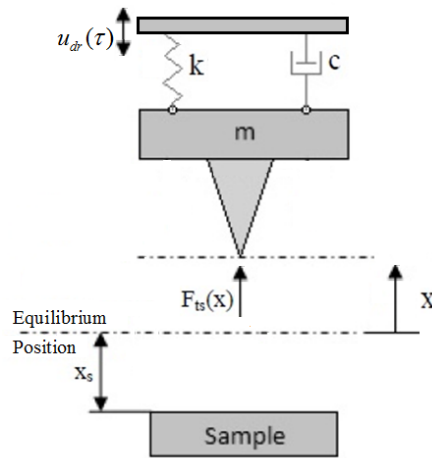 u_dr(τ)
k
c
m
F_ts(x)
X
Equilibrium
Position
x_s
Sample